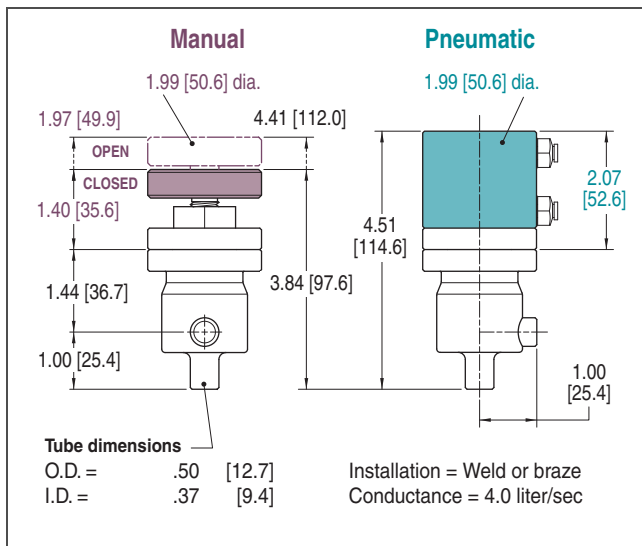 Manual
Pneumatic
1.99 [50.6] dia.
1.99 [50.6] dia.
1.97 [49.9]
4.41 [112.0]
OPEN
CLOSED
1.40 [35.6]
2.07
[52.6]
4.51
[114.6]
1.44 [36.7]
3.84 [97.6]
1.00 [25.4]
1.00
[25.4]
Tube dimensions
O.D. = .50 [12.7]
I.D. = .37 [9.4]
Installation = Weld or braze
Conductance = 4.0 liter/sec